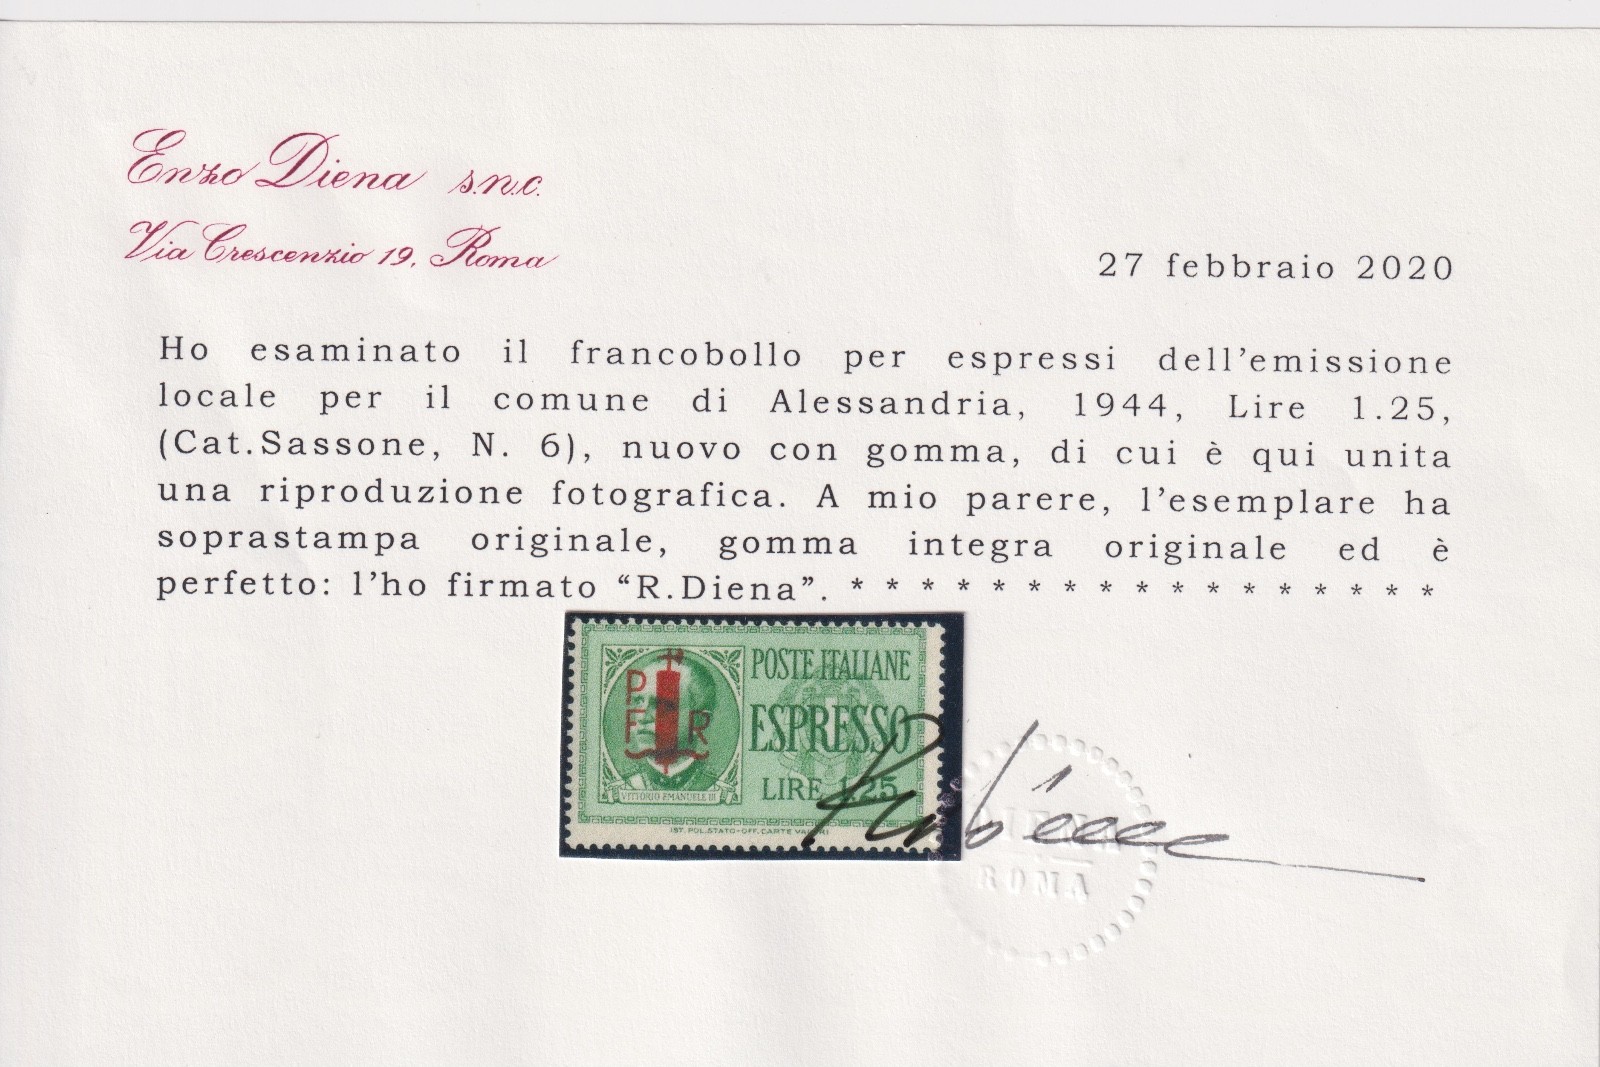 Enzo Diena s.n.c.
Via Crescenzio 19, Roma
27 febbraio 2020
Ho esaminato il francobollo per espressi dell'emissione
locale per il comune di Alessandria, 1944, Lire 1.25,
(Cat.Sassone, N. 6), nuovo con gomma, di cui è qui unita
una riproduzione fotografica. A mio parere, l'esemplare ha
soprastampa originale, gomma integra originale ed è
perfetto: l'ho firmato “R.Diena”. * * * * * * * * * * * * * * * * *
POSTE ITALIANE
P
F R
ESPRESSO
LIRE 1.25
VITTORIO EMANUELE III
IST. POL. STATO-OFF. CARTE VALORI
DIENA
ROMA